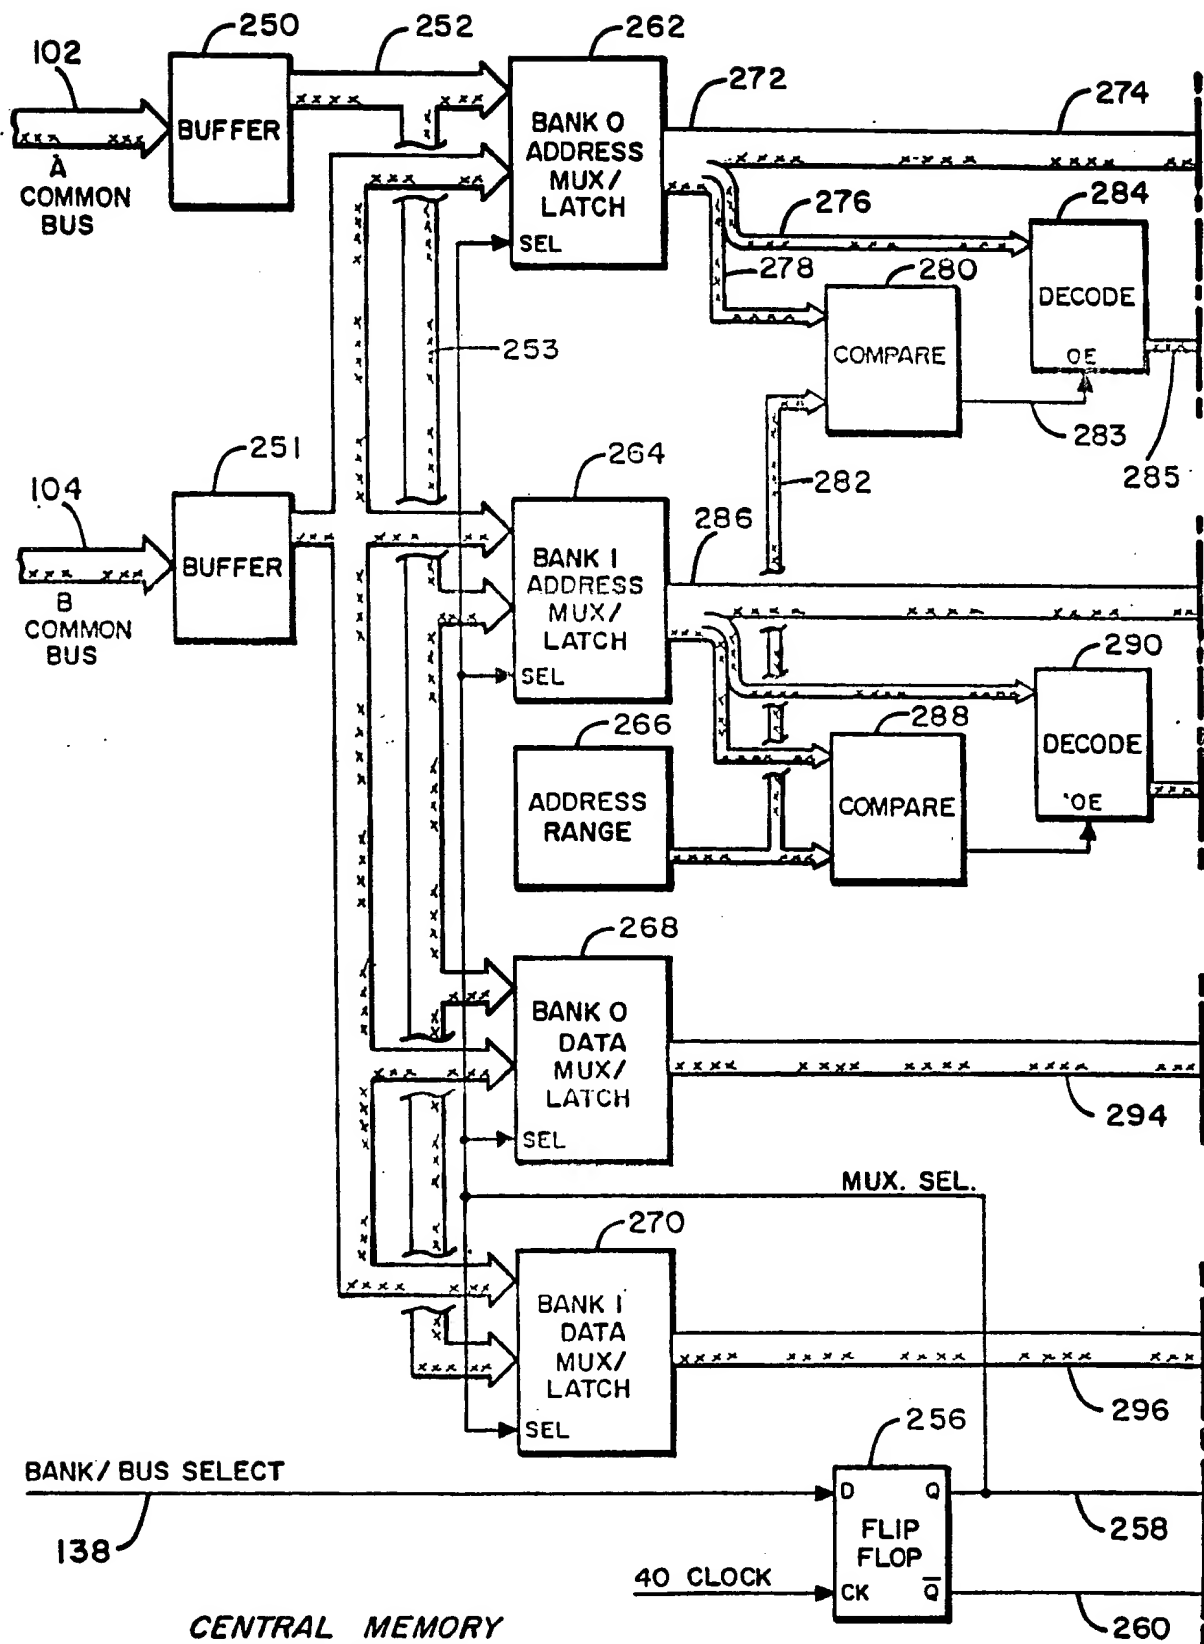 250
252
262
102
272
274
BUFFER
BANK 0
ADDRESS
MUX/
LATCH
SEL
A
COMMON
BUS
276
284
278
280
DECODE
OE
253
COMPARE
283
285
251
264
282
104
286
BUFFER
BANK 1
ADDRESS
MUX/
LATCH
SEL
B
COMMON
BUS
290
266
288
DECODE
OE
ADDRESS
RANGE
COMPARE
268
BANK 0
DATA
MUX/
LATCH
SEL
294
MUX. SEL.
270
BANK 1
DATA
MUX/
LATCH
SEL
296
256
BANK/BUS SELECT
D Q
FLIP
FLOP
258
138
40 CLOCK
CK Q̅
260
CENTRAL MEMORY